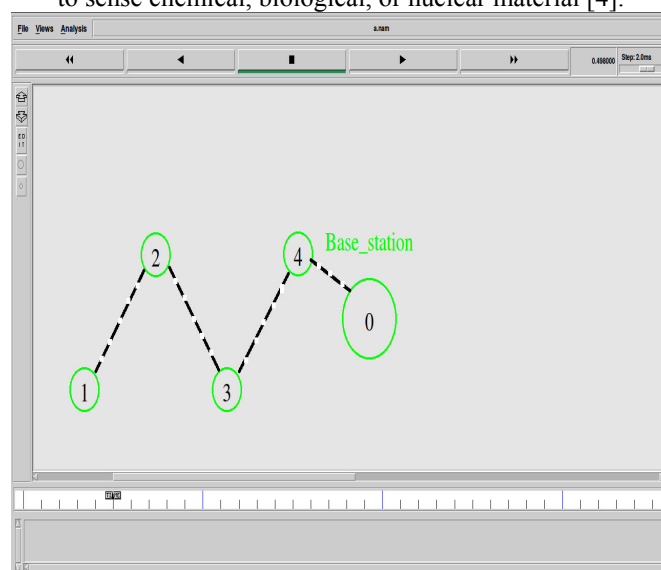 to sense chemical, biological, or nuclear material [4].
File Views Analysis a.nam
0.498000 Step: 2.0ms
Base_station
2 4
0
1 3
TIME